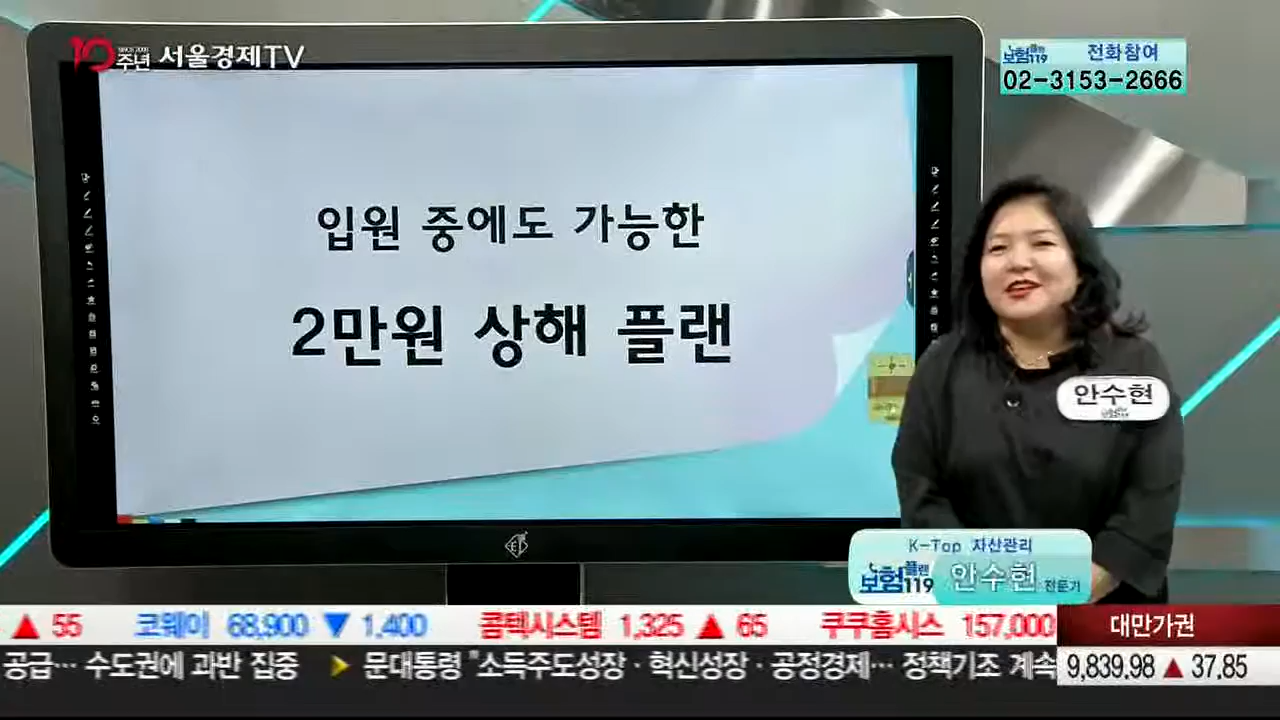 10주년 서울경제TV
SINCE 2008
보험플랜119 전화참여
02-3153-2666
입원 중에도 가능한
2만원 상해 플랜
안수현
K-Top 자산관리
보험플랜119 안수현 전문가
▲ 55 코웨이 68,900 ▼ 1,400 콤텍시스템 1,325 ▲ 65 쿠쿠홈시스 157,000
대만가권
공급… 수도권에 과반 집중 ▶ 문대통령 "소득주도성장·혁신성장·공정경제… 정책기조 계속
9,839.98 ▲ 37.85